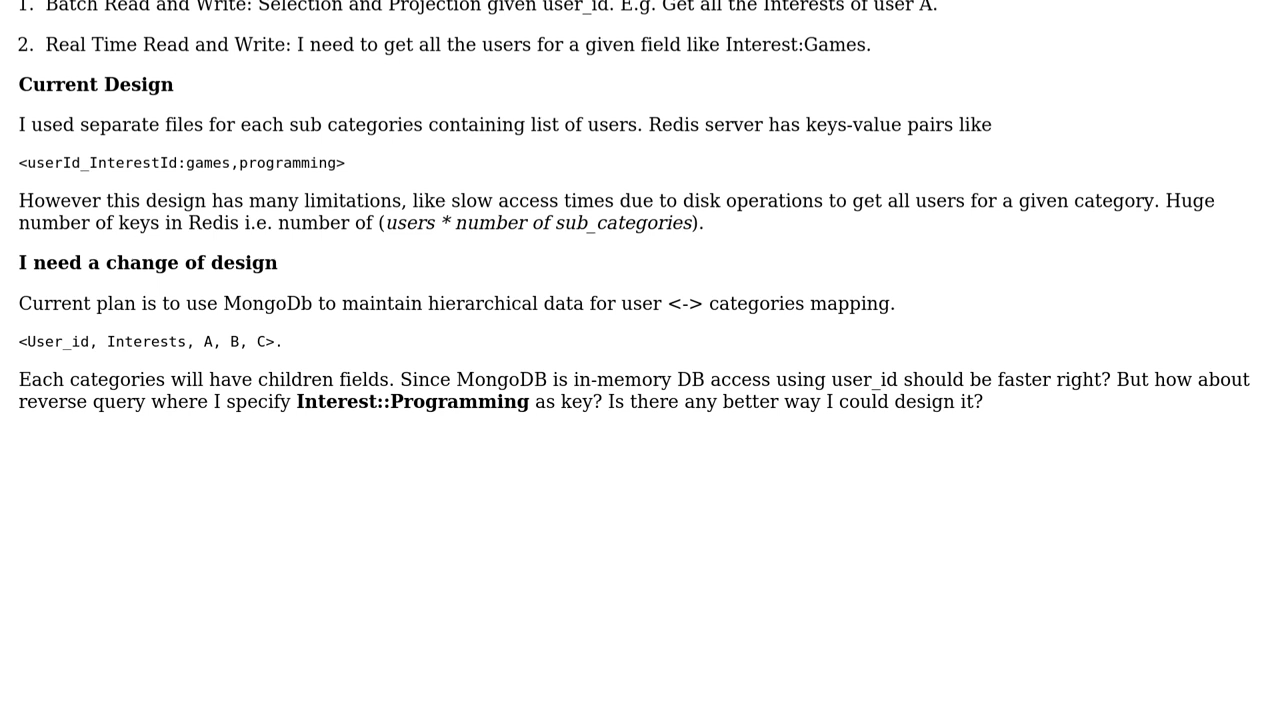 1. Batch Read and Write: Selection and Projection given user_id. E.g. Get all the Interests of user A.
2. Real Time Read and Write: I need to get all the users for a given field like Interest:Games.
Current Design
I used separate files for each sub categories containing list of users. Redis server has keys-value pairs like
<userId_InterestId:games,programming>
However this design has many limitations, like slow access times due to disk operations to get all users for a given category. Huge
number of keys in Redis i.e. number of (users * number of sub_categories).
I need a change of design
Current plan is to use MongoDb to maintain hierarchical data for user <-> categories mapping.
<User_id, Interests, A, B, C>.
Each categories will have children fields. Since MongoDB is in-memory DB access using user_id should be faster right? But how about
reverse query where I specify Interest::Programming as key? Is there any better way I could design it?